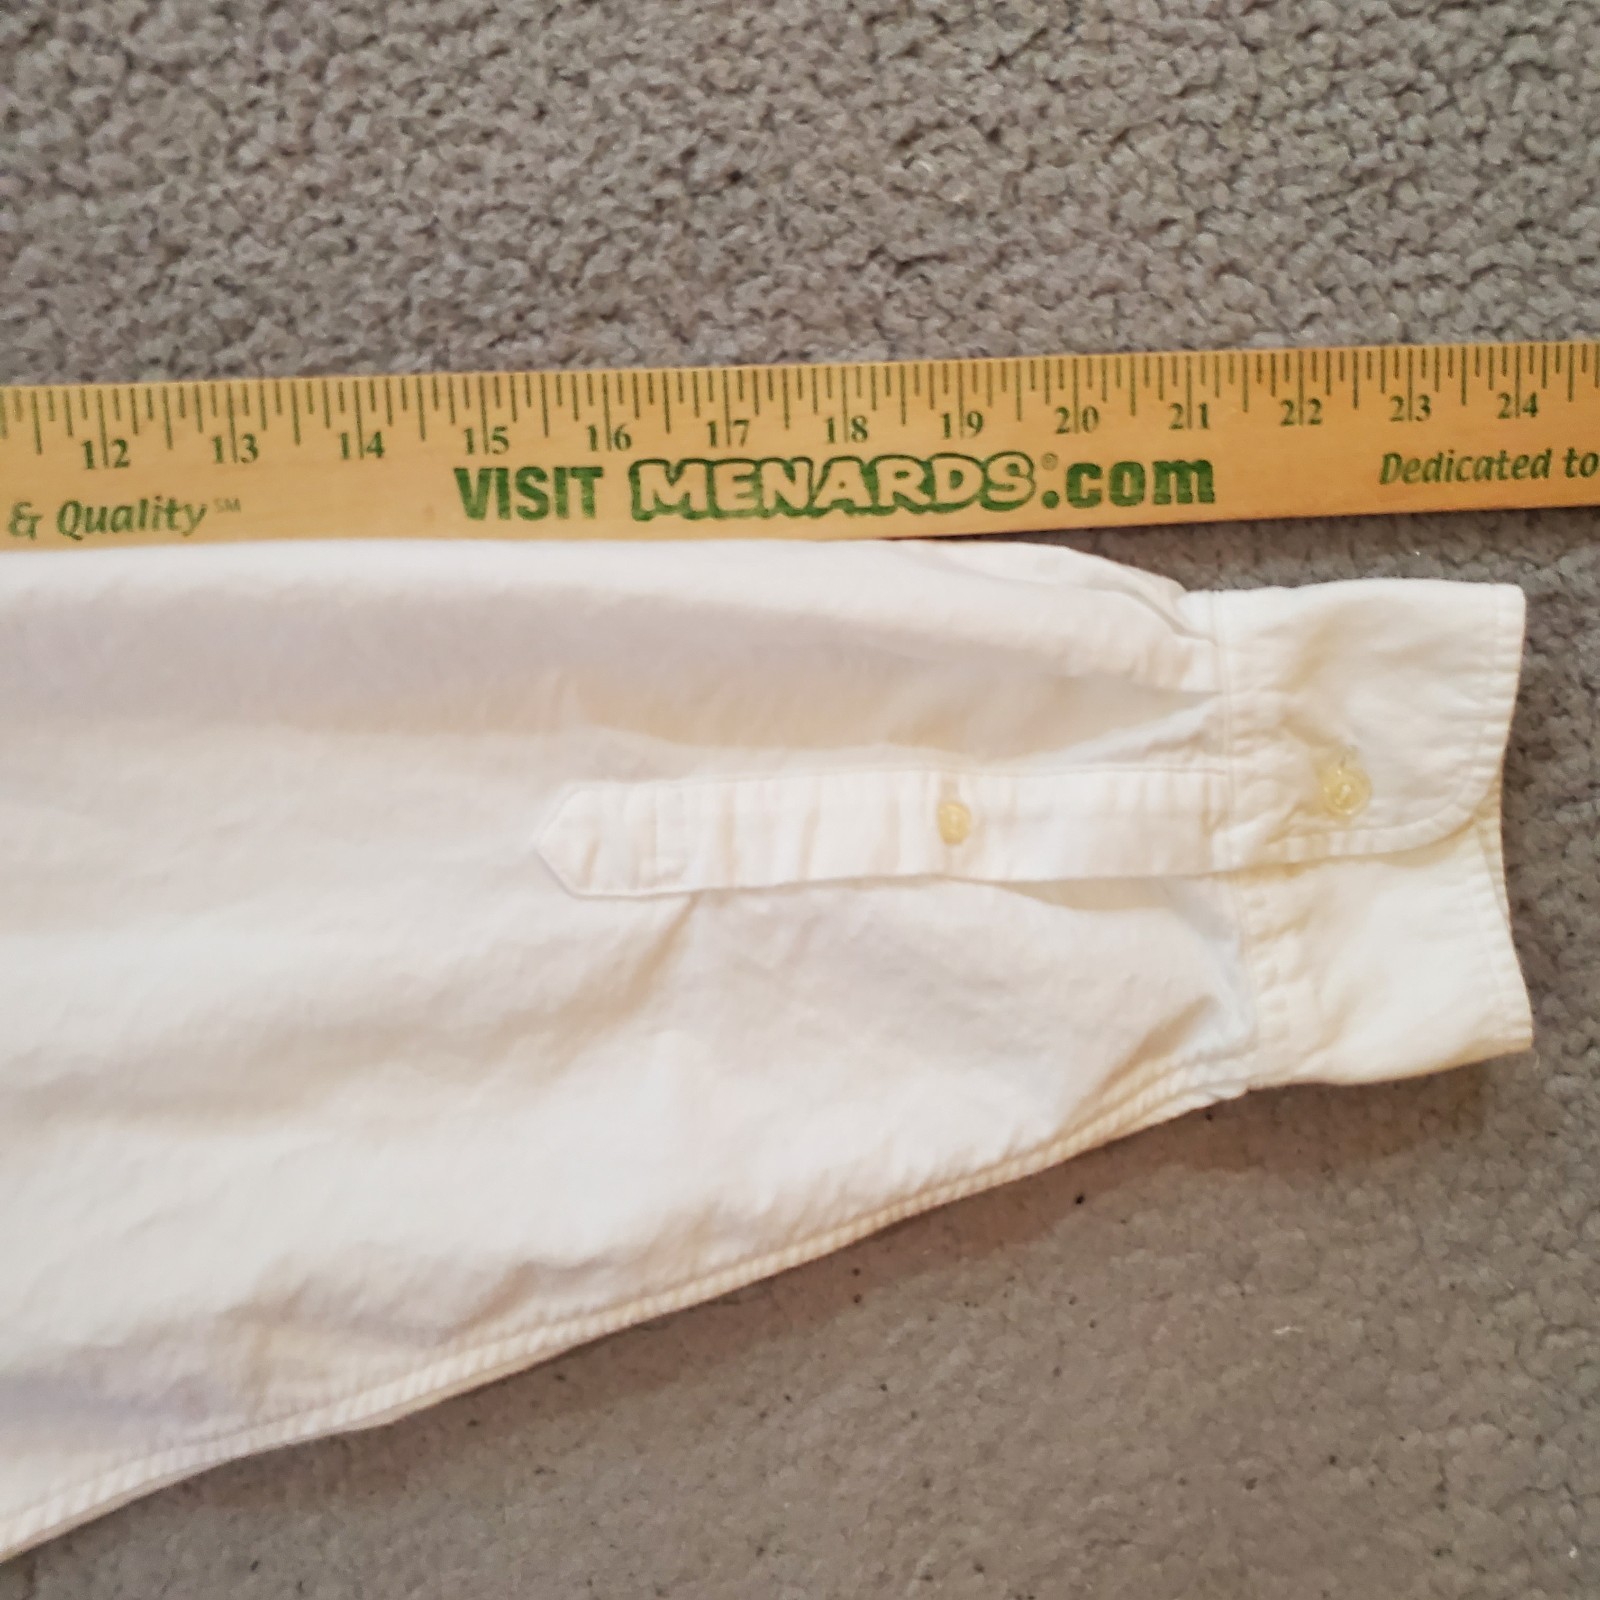 12 13 14 15 16 17 18 19 20 21 22 23 24
& Quality℠ VISIT MENARDS®.com Dedicated to